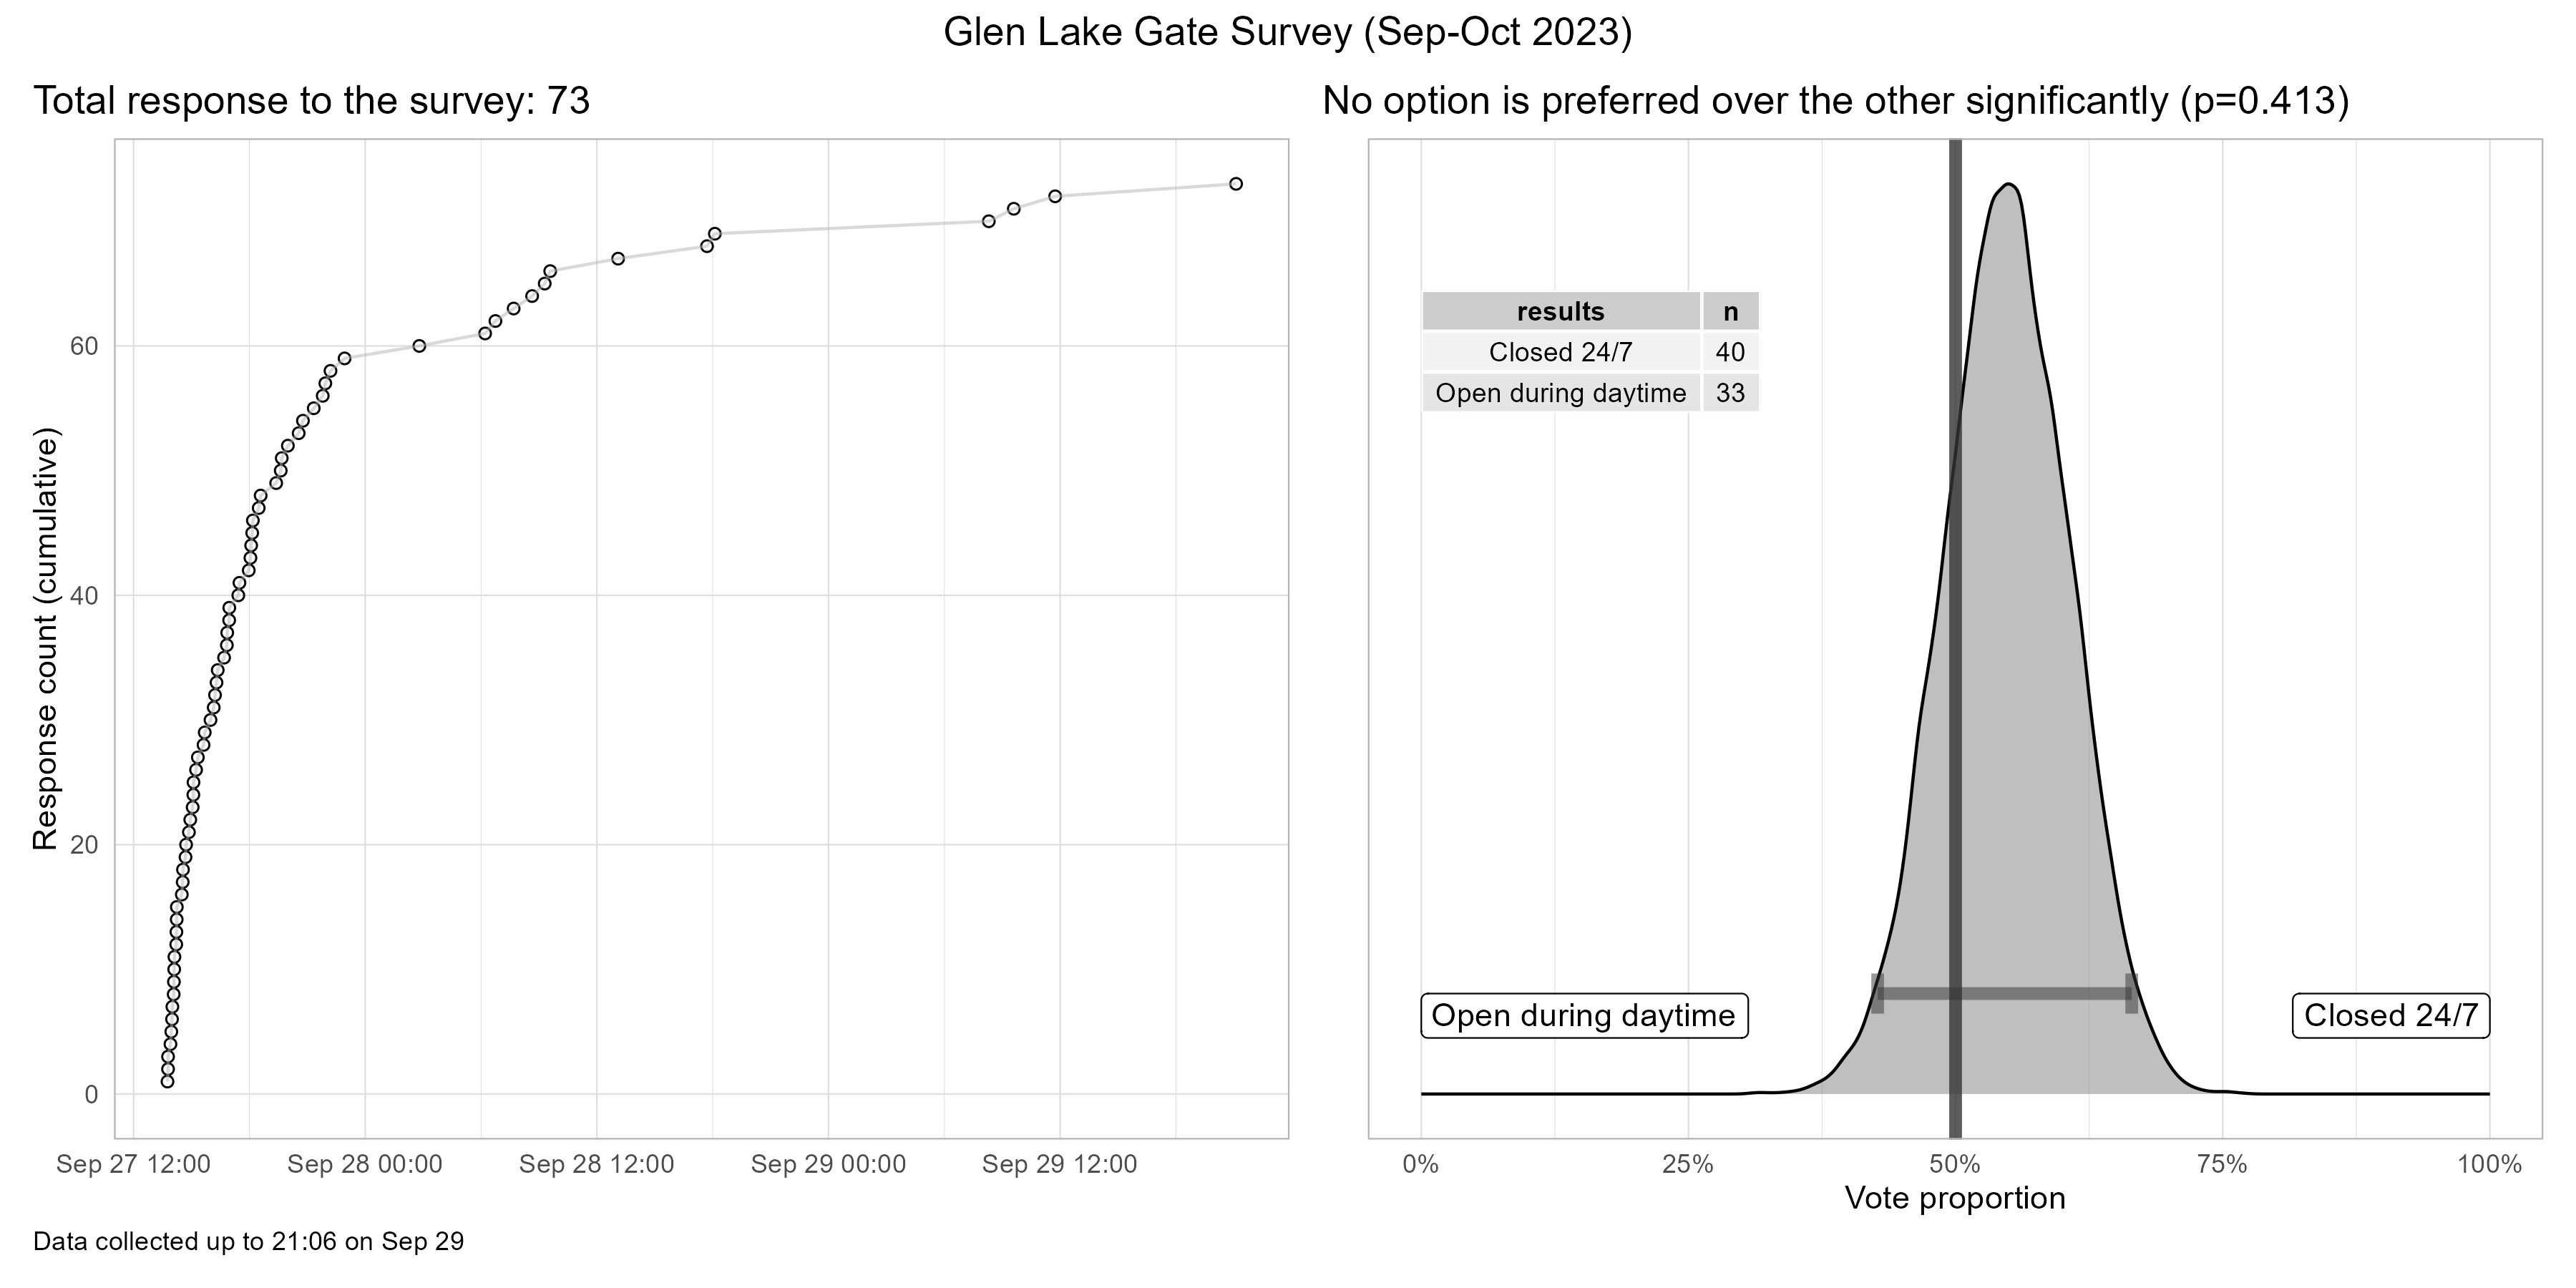 Glen Lake Gate Survey (Sep-Oct 2023)
Total response to the survey: 73
Response count (cumulative)
60
40
20
0
Sep 27 12:00 Sep 28 00:00 Sep 28 12:00 Sep 29 00:00 Sep 29 12:00
No option is preferred over the other significantly (p=0.413)
results n
Closed 24/7 40
Open during daytime 33
Open during daytime
Closed 24/7
0% 25% 50% 75% 100%
Vote proportion
Data collected up to 21:06 on Sep 29